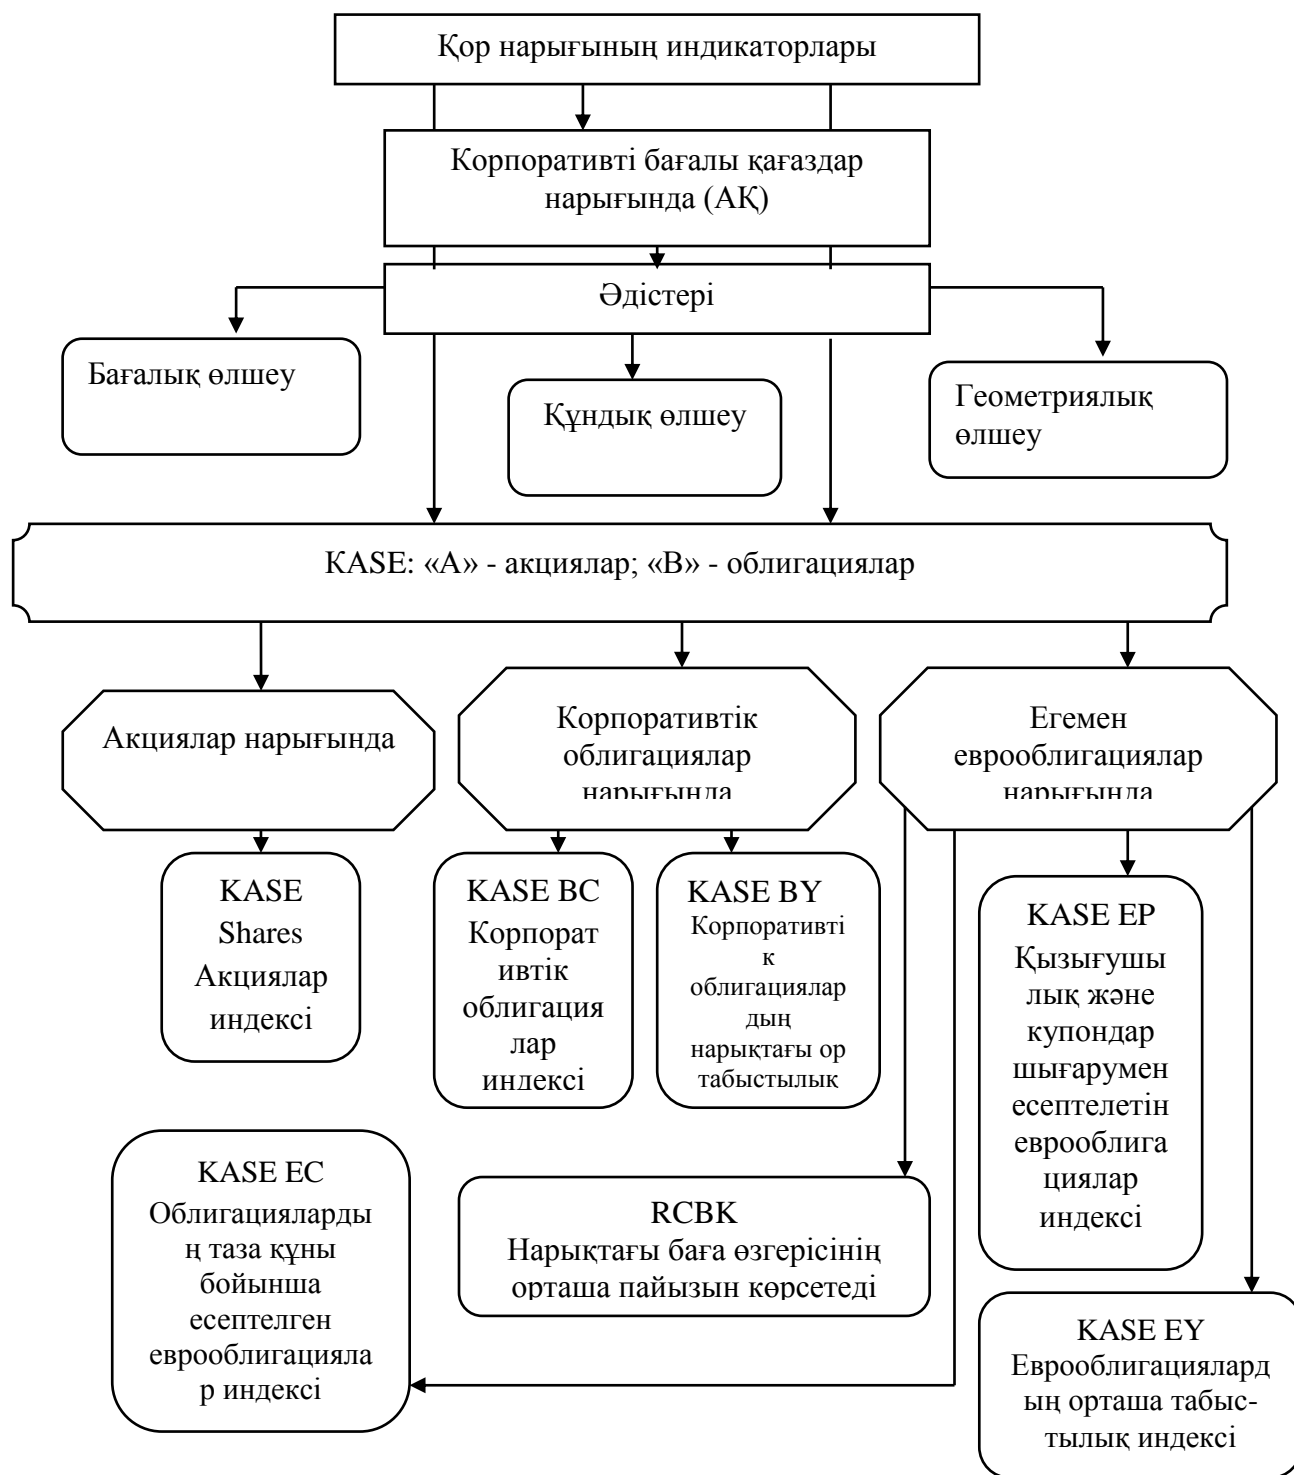 Қор нарығының индикаторлары
Корпоративті бағалы қағаздар
нарығында (АҚ)
Әдістері
Бағалық өлшеу
Құндық өлшеу
Геометриялық
өлшеу
KASE: «А» - акциялар; «В» - облигациялар
Акциялар нарығында
Корпоративтік
облигациялар
нарығында
Егемен
еврооблигациялар
нарығында
KASE
Shares
Акциялар
индексі
KASE BC
Корпорат
ивтік
облигация
лар
индексі
KASE BY
Корпоративті
к
облигациялар
дың
нарықтағы ор
табыстылық
KASE EP
Қызығушы
лық және
купондар
шығарумен
есептелетін
еврооблига
циялар
индексі
KASE EC
Облигациялардың
ң таза құны
бойынша
есептелген
еврооблигацияла
р индексі
RCBK
Нарықтағы баға өзгерісінің
орташа пайызын көрсетеді
KASE EY
Еврооблигациялард
ың орташа табыс-
тылық индексі